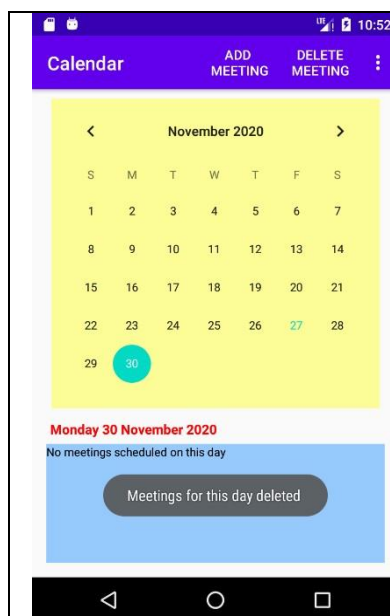 LTE 10:52
Calendar ADD MEETING DELETE MEETING
November 2020
S M T W T F S
1 2 3 4 5 6 7
8 9 10 11 12 13 14
15 16 17 18 19 20 21
22 23 24 25 26 27 28
29 30
Monday 30 November 2020
No meetings scheduled on this day
Meetings for this day deleted